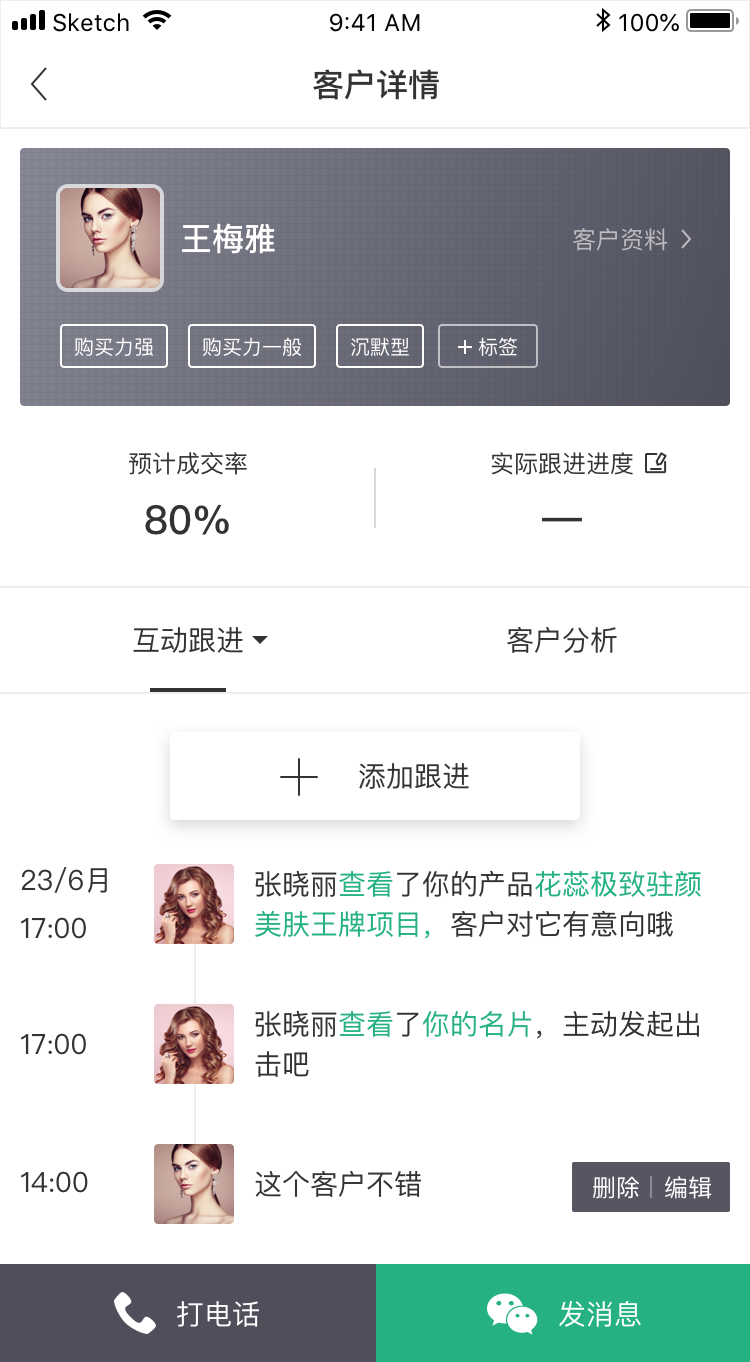 Sketch 9:41 AM 100%
客户详情
王梅雅
客户资料
购买力强 购买力一般 沉默型 + 标签
预计成交率 实际跟进进度
80% —
互动跟进 客户分析
添加跟进
23/6月
17:00
张晓丽查看了你的产品花蕊极致驻颜
美肤王牌项目，客户对它有意向哦
17:00
张晓丽查看了你的名片，主动发起出
击吧
14:00
这个客户不错
删除 | 编辑
打电话 发消息